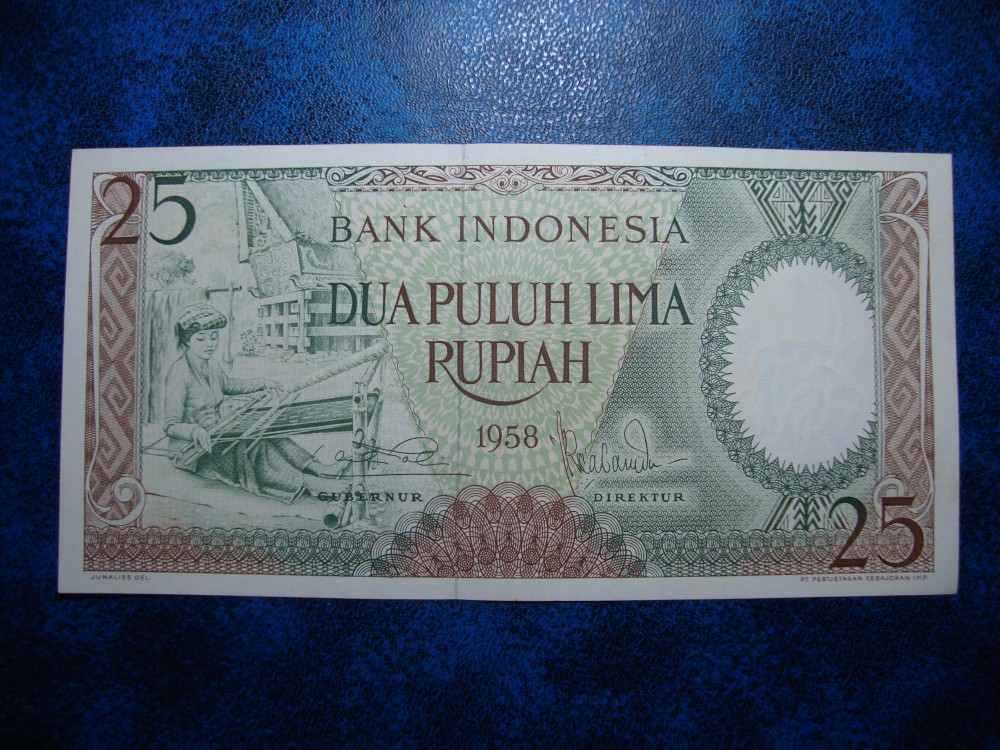 25
BANK INDONESIA
DUA PULUH LIMA
RUPIAH
1958
GUBERNUR
DIREKTUR
25
JUNALIES DEL
PT. PERTJETAKAN KEBAJORAN IMP.